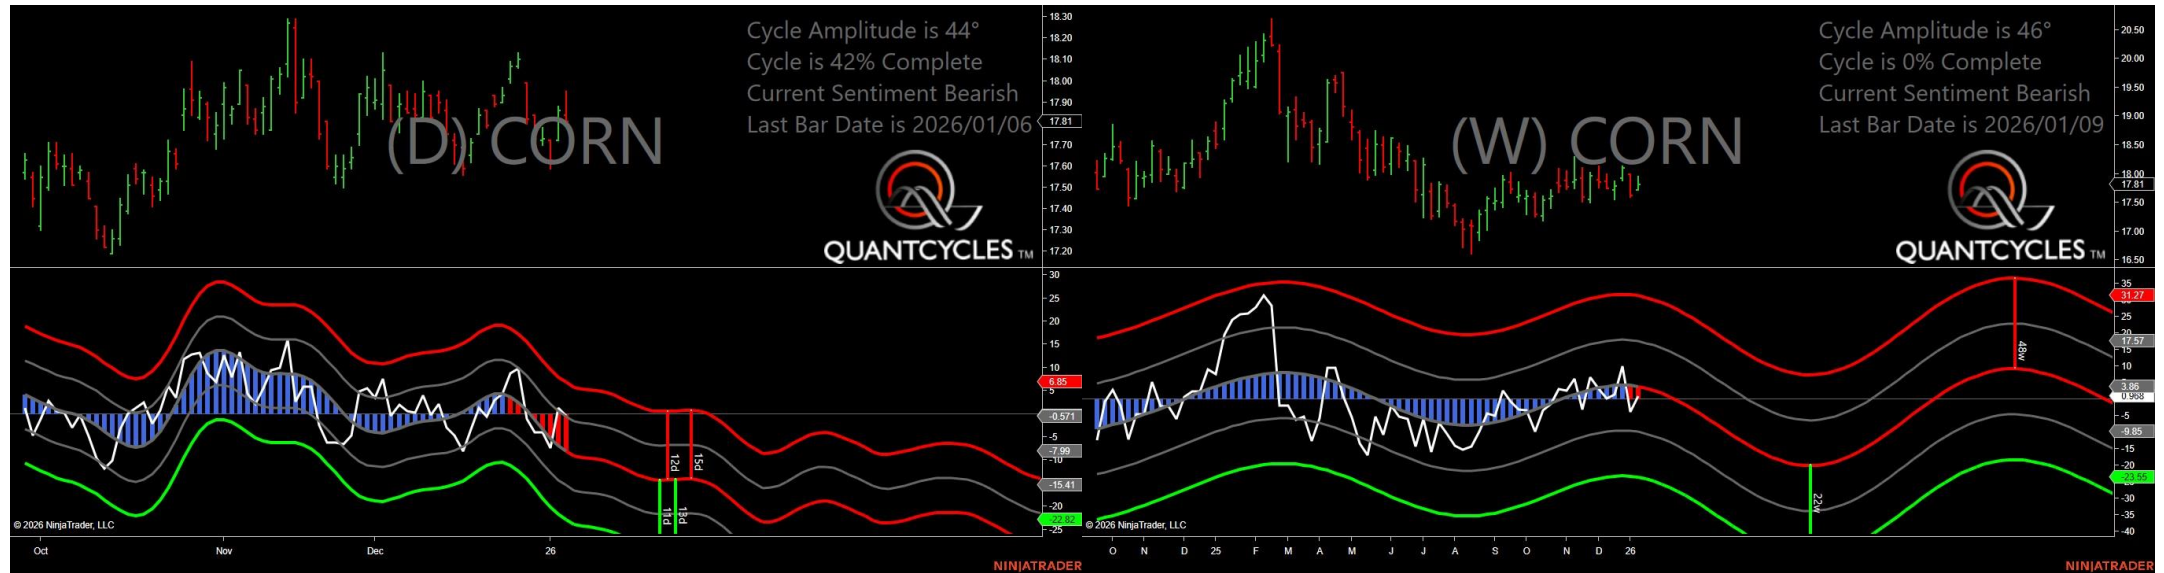 Cycle Amplitude is 44°
Cycle is 42% Complete
Current Sentiment Bearish
Last Bar Date is 2026/01/06
(D) CORN
QUANTCYCLES TM
18.30
18.20
18.10
18.00
17.90
17.81
17.70
17.60
17.50
17.40
17.30
17.20
30
25
20
15
10
6.85
5
-0.571
-5
-7.99
-10
-15.41
-20
-22.82
-25
12d
15d
11d
13d
© 2026 NinjaTrader, LLC
Oct Nov Dec 26
NINJATRADER
Cycle Amplitude is 46°
Cycle is 0% Complete
Current Sentiment Bearish
Last Bar Date is 2026/01/09
(W) CORN
QUANTCYCLES TM
20.50
20.00
19.50
19.00
18.50
18.00
17.81
17.50
17.00
16.50
35
31.27
25
20
17.57
15
10
3.86
0.968
-5
-9.85
-15
-20
-23.55
-30
-35
-40
48w
22w
© 2026 NinjaTrader, LLC
O N D 25 F M A M J J A S O N D 26
NINJATRADER